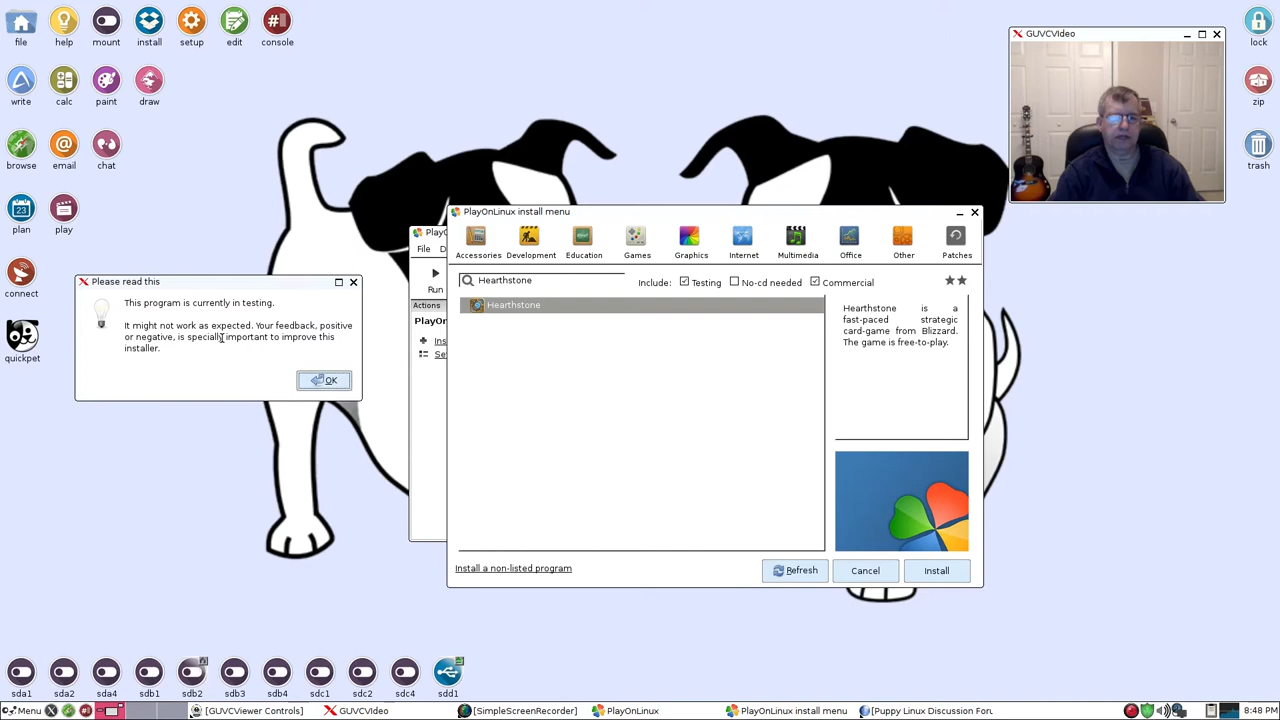 file
help
mount
install
setup
edit
console
write
calc
paint
draw
browse
email
chat
plan
play
connect
quickpet
GUVCVIdeo
lock
zip
trash
Please read this
This program is currently in testing.
It might not work as expected. Your feedback, positive
or negative, is specially important to improve this
installer.
OK
PlayOn
File
Run
Actions
PlayOn
Ins
Set
PlayOnLinux install menu
Accessories
Development
Education
Games
Graphics
Internet
Multimedia
Office
Other
Patches
Hearthstone
Include:
Testing
No-cd needed
Commercial
Hearthstone
Hearthstone is a
fast-paced strategic
card-game from Blizzard.
The game is free-to-play.
Install a non-listed program
Refresh
Cancel
Install
sda1
sda2
sda4
sdb1
sdb2
sdb3
sdb4
sdc1
sdc2
sdc4
sdd1
Menu
[GUVCViewer Controls]
GUVCVIdeo
[SimpleScreenRecorder]
PlayOnLinux
PlayOnLinux install menu
[Puppy Linux Discussion Foru
8:48 PM